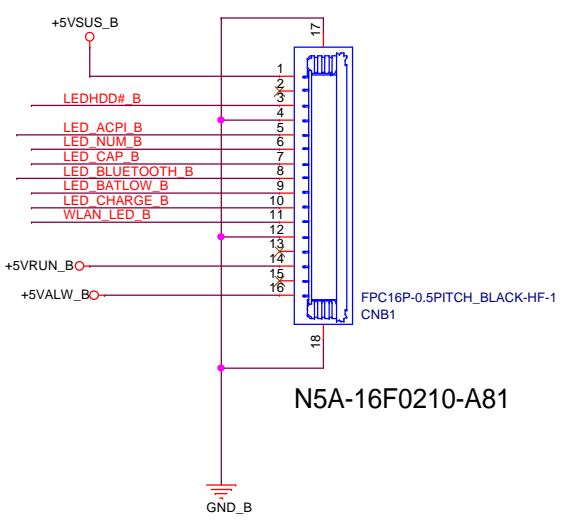 +5VSUS_B
17
1
2
LEDHDD#_B
3
4
LED_ACPI_B
5
LED_NUM_B
6
LED_CAP_B
7
LED_BLUETOOTH_B
8
LED_BATLOW_B
9
LED_CHARGE_B
10
WLAN_LED_B
11
12
13
+5VRUN_B
14
15
+5VALW_B
16
FPC16P-0.5PITCH_BLACK-HF-1
CNB1
18
N5A-16F0210-A81
GND_B